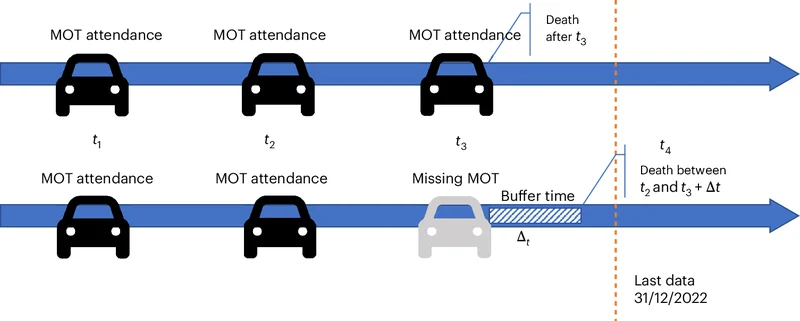 MOT attendance
MOT attendance
MOT attendance
Death
after t3
t1
t2
t3
t4
MOT attendance
MOT attendance
Missing MOT
Buffer time
Death between
t2 and t3 + Δt
Δt
Last data
31/12/2022